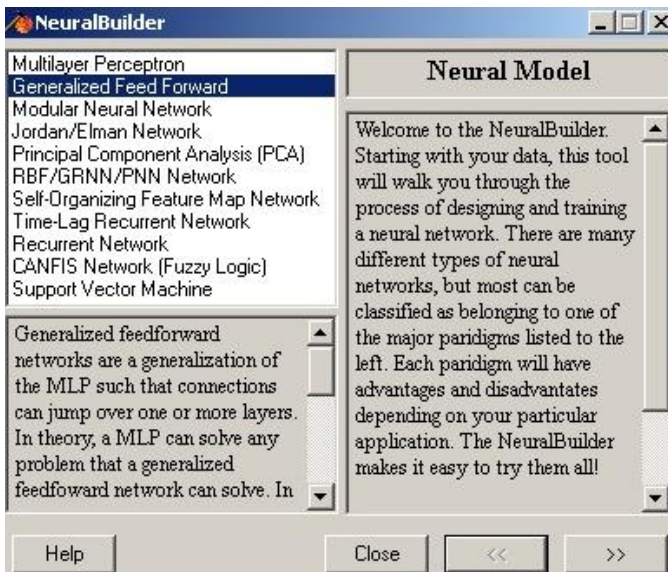 NeuralBuilder
Multilayer Perceptron
Generalized Feed Forward
Modular Neural Network
Jordan/Elman Network
Principal Component Analysis (PCA)
RBF/GRNN/PNN Network
Self-Organizing Feature Map Network
Time-Lag Recurrent Network
Recurrent Network
CANFIS Network (Fuzzy Logic)
Support Vector Machine
Generalized feedforward
networks are a generalization of
the MLP such that connections
can jump over one or more layers.
In theory, a MLP can solve any
problem that a generalized
feedfoward network can solve. In
Neural Model
Welcome to the NeuralBuilder.
Starting with your data, this tool
will walk you through the
process of designing and training
a neural network. There are many
different types of neural
networks, but most can be
classified as belonging to one of
the major paridigms listed to the
left. Each paridigm will have
advantages and disadvantates
depending on your particular
application. The NeuralBuilder
makes it easy to try them all!
Help
Close
<<
>>